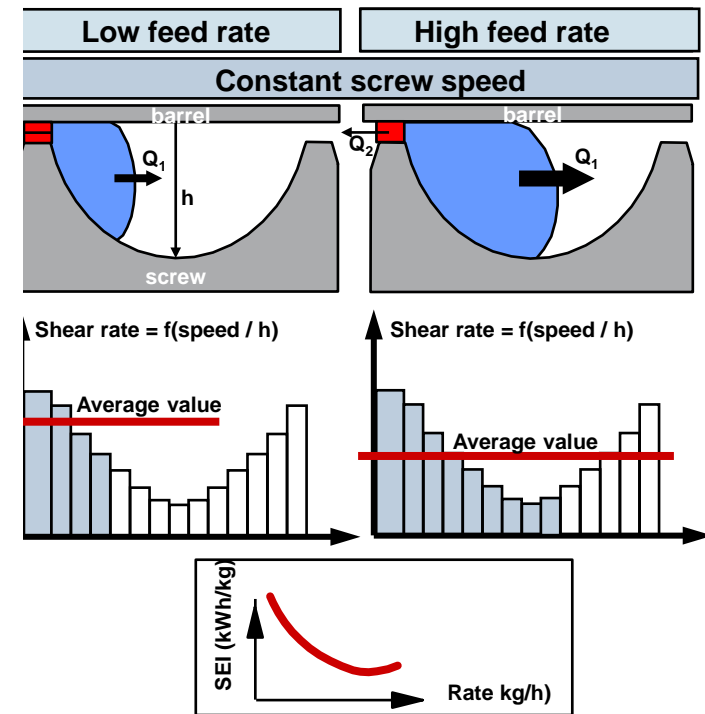 Low feed rate
High feed rate
Constant screw speed
barrel
barrel
Q1
h
screw
Q2
Q1
Shear rate = f(speed / h)
Shear rate = f(speed / h)
Average value
Average value
SEI (kWh/kg)
Rate kg/h)